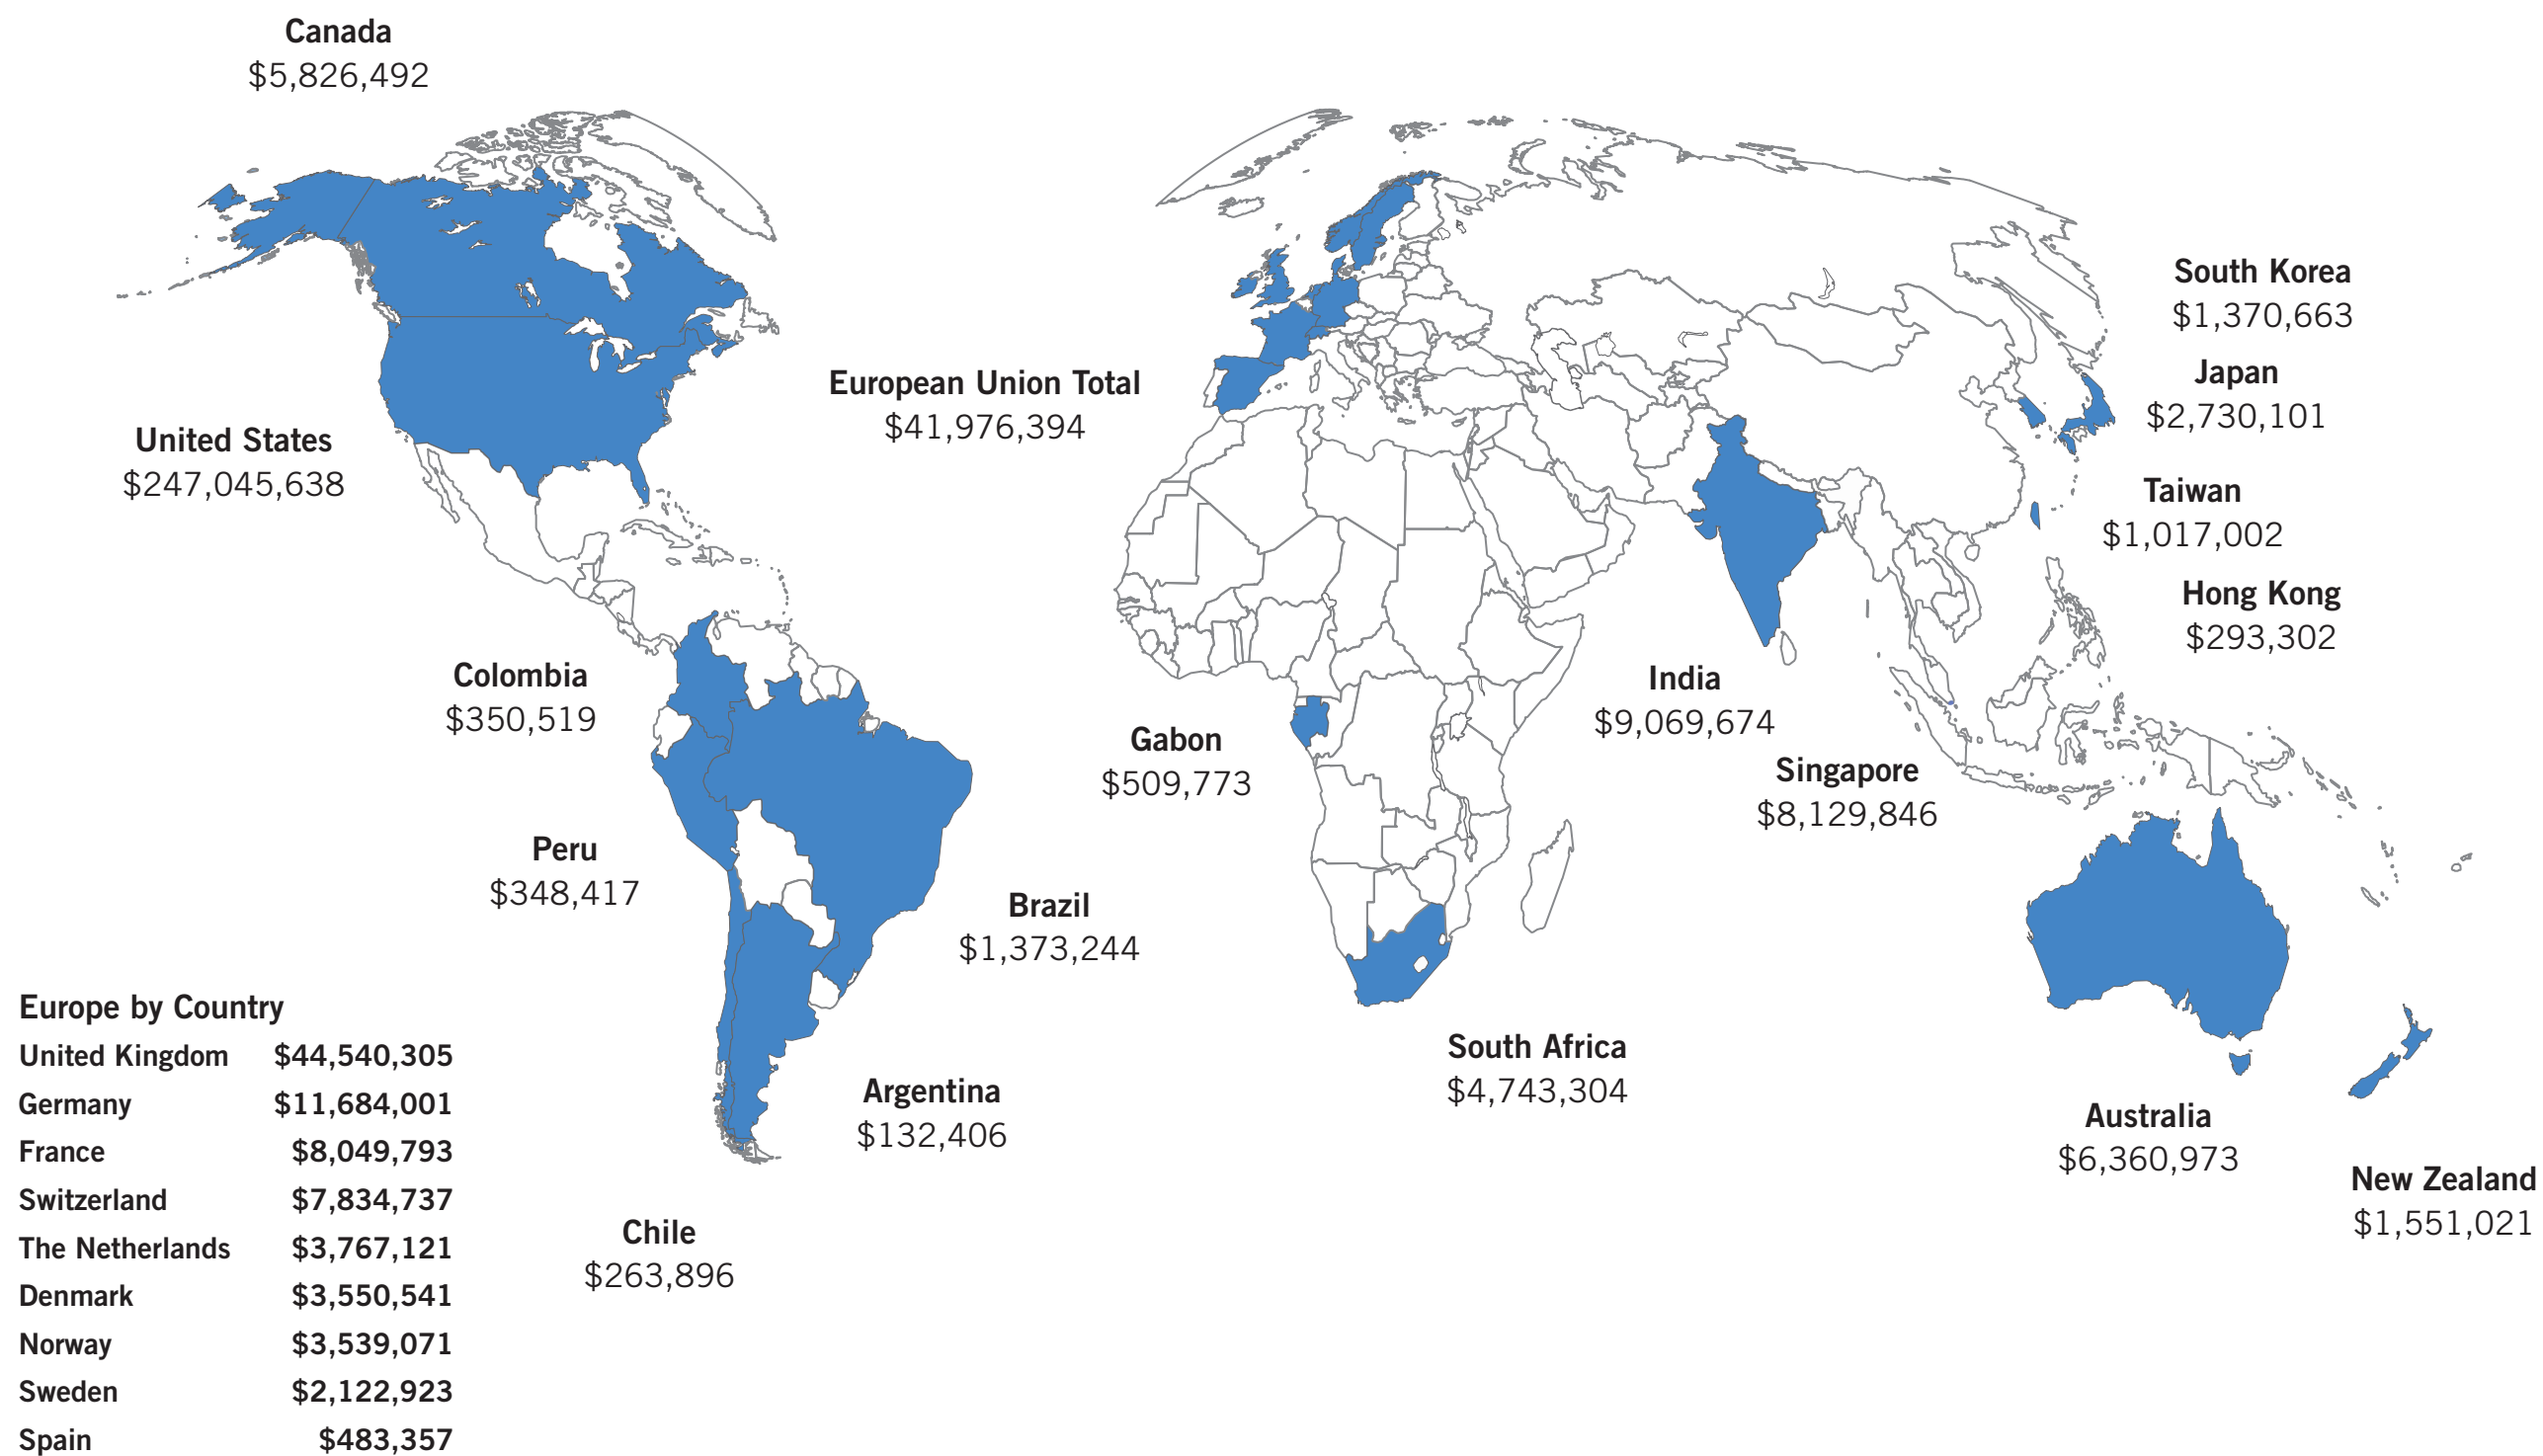 Canada
$5,826,492
United States
$247,045,638
European Union Total
$41,976,394
South Korea
$1,370,663
Japan
$2,730,101
Taiwan
$1,017,002
Hong Kong
$293,302
Colombia
$350,519
Gabon
$509,773
India
$9,069,674
Singapore
$8,129,846
Peru
$348,417
Brazil
$1,373,244
South Africa
$4,743,304
Argentina
$132,406
Australia
$6,360,973
New Zealand
$1,551,021
Chile
$263,896
Europe by Country
United Kingdom $44,540,305
Germany $11,684,001
France $8,049,793
Switzerland $7,834,737
The Netherlands $3,767,121
Denmark $3,550,541
Norway $3,539,071
Sweden $2,122,923
Spain $483,357